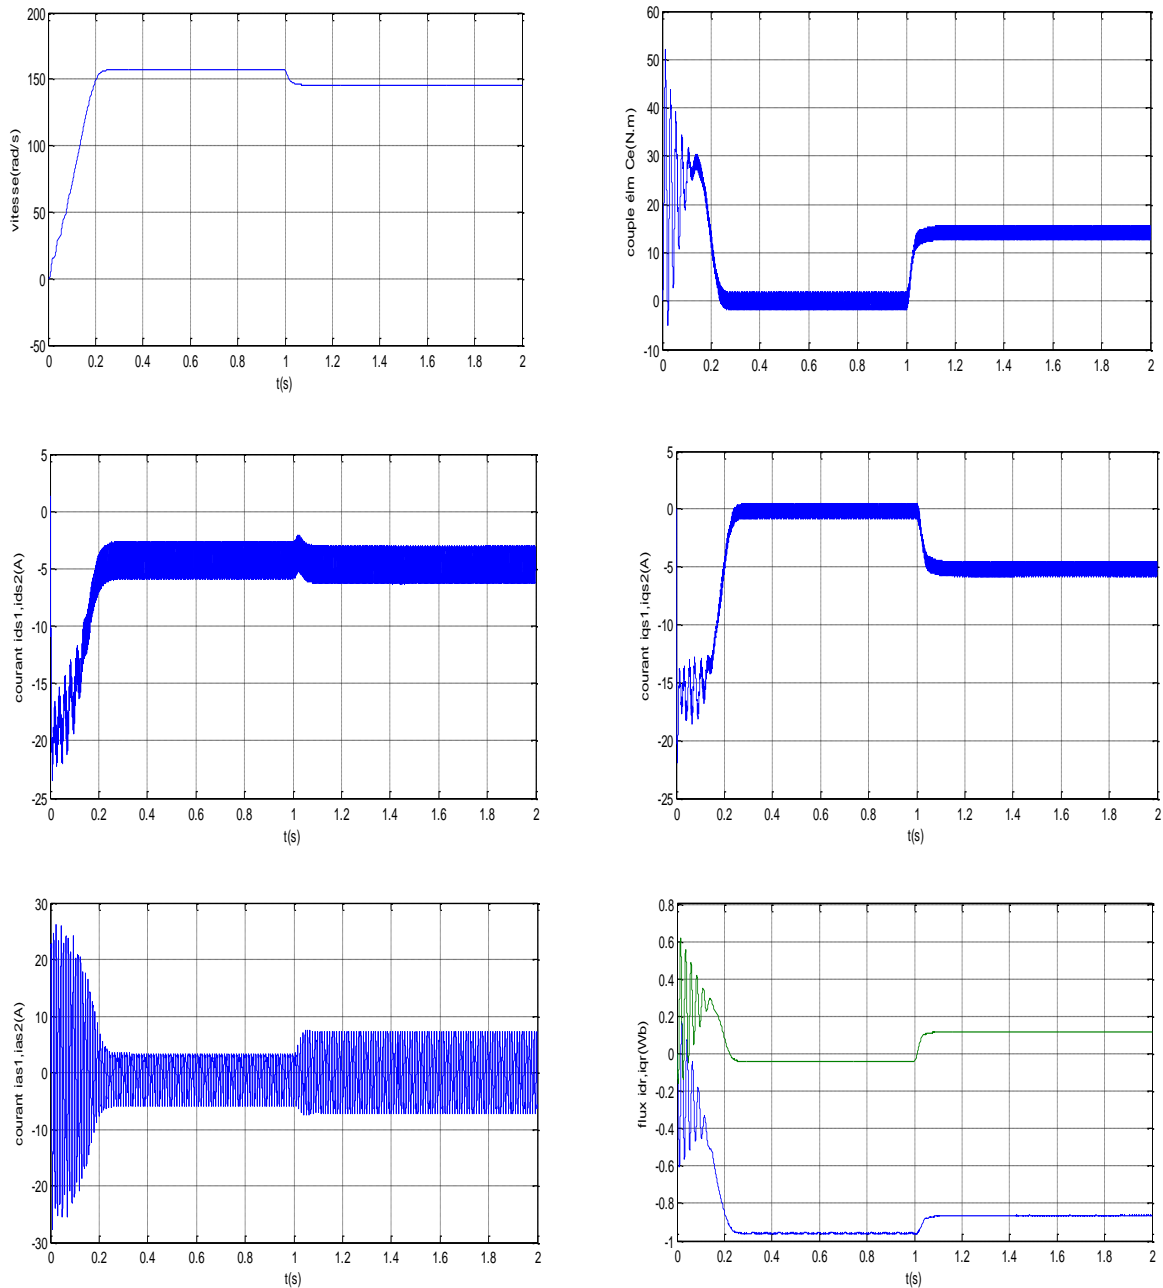 200
150
100
50
0
-50
vitesse(rad/s)
0 0.2 0.4 0.6 0.8 1 1.2 1.4 1.6 1.8 2
t(s)
60
50
40
30
20
10
0
-10
couple élm Ce(N.m)
0 0.2 0.4 0.6 0.8 1 1.2 1.4 1.6 1.8 2
5
0
-5
-10
-15
-20
-25
courant ids1,ids2(A)
0 0.2 0.4 0.6 0.8 1 1.2 1.4 1.6 1.8 2
t(s)
5
0
-5
-10
-15
-20
-25
courant iqs1,iqs2(A)
0 0.2 0.4 0.6 0.8 1 1.2 1.4 1.6 1.8 2
t(s)
30
20
10
0
-10
-20
-30
courant ias1,ias2(A)
0 0.2 0.4 0.6 0.8 1 1.2 1.4 1.6 1.8 2
t(s)
0.8
0.6
0.4
0.2
0
-0.2
-0.4
-0.6
-0.8
-1
flux idr,iqr(Wb)
0 0.2 0.4 0.6 0.8 1 1.2 1.4 1.6 1.8 2
t(s)